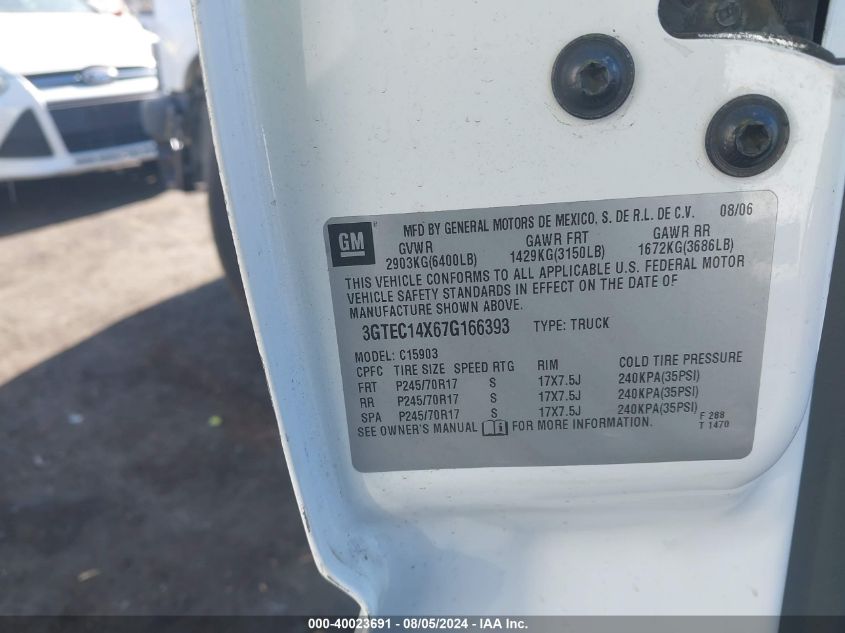 GM
MFD BY GENERAL MOTORS DE MEXICO, S. DE R.L. DE C.V. 08/06
GVWR GAWR FRT GAWR RR
2903KG(6400LB) 1429KG(3150LB) 1672KG(3686LB)
THIS VEHICLE CONFORMS TO ALL APPLICABLE U.S. FEDERAL MOTOR
VEHICLE SAFETY STANDARDS IN EFFECT ON THE DATE OF
MANUFACTURE SHOWN ABOVE.
3GTEC14X67G166393 TYPE: TRUCK
MODEL: C15903
CPFC TIRE SIZE SPEED RTG RIM COLD TIRE PRESSURE
FRT P245/70R17 S 17X7.5J 240KPA(35PSI)
RR P245/70R17 S 17X7.5J 240KPA(35PSI)
SPA P245/70R17 S 17X7.5J 240KPA(35PSI)
SEE OWNER'S MANUAL FOR MORE INFORMATION. F 288
T 1470
000-40023691 - 08/05/2024 - IAA Inc.